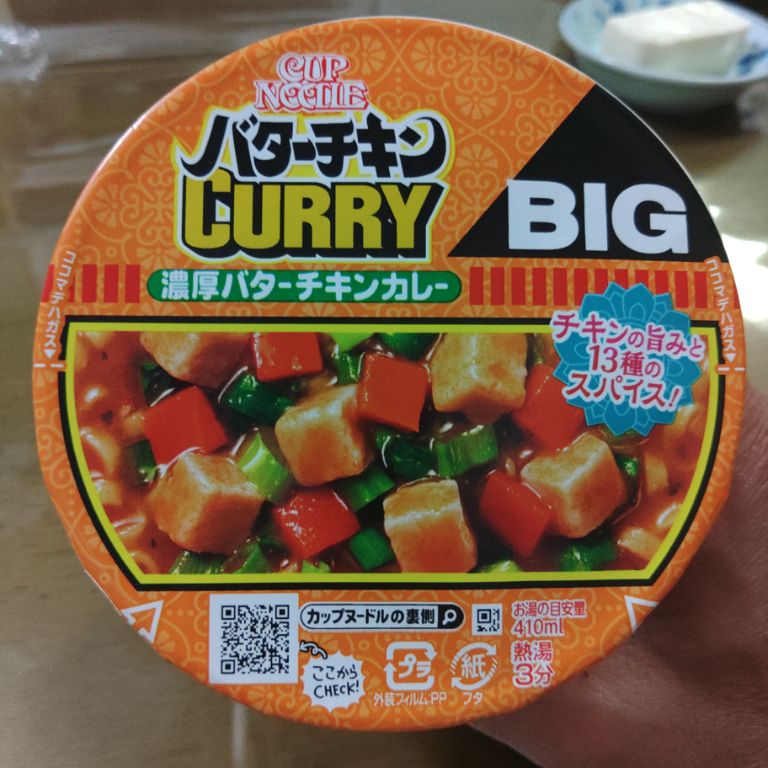 CUP
NOODLE
バターチキン
CURRY
BIG
濃厚バターチキンカレー
ココマデハガス
ココマデハガス
チキンの旨みと
13種の
スパイス!
カップヌードルの裏側
ここから
CHECK!
プラ
外装フィルム:PP
紙
フタ
お湯の目安量
410ml
熱湯
3分